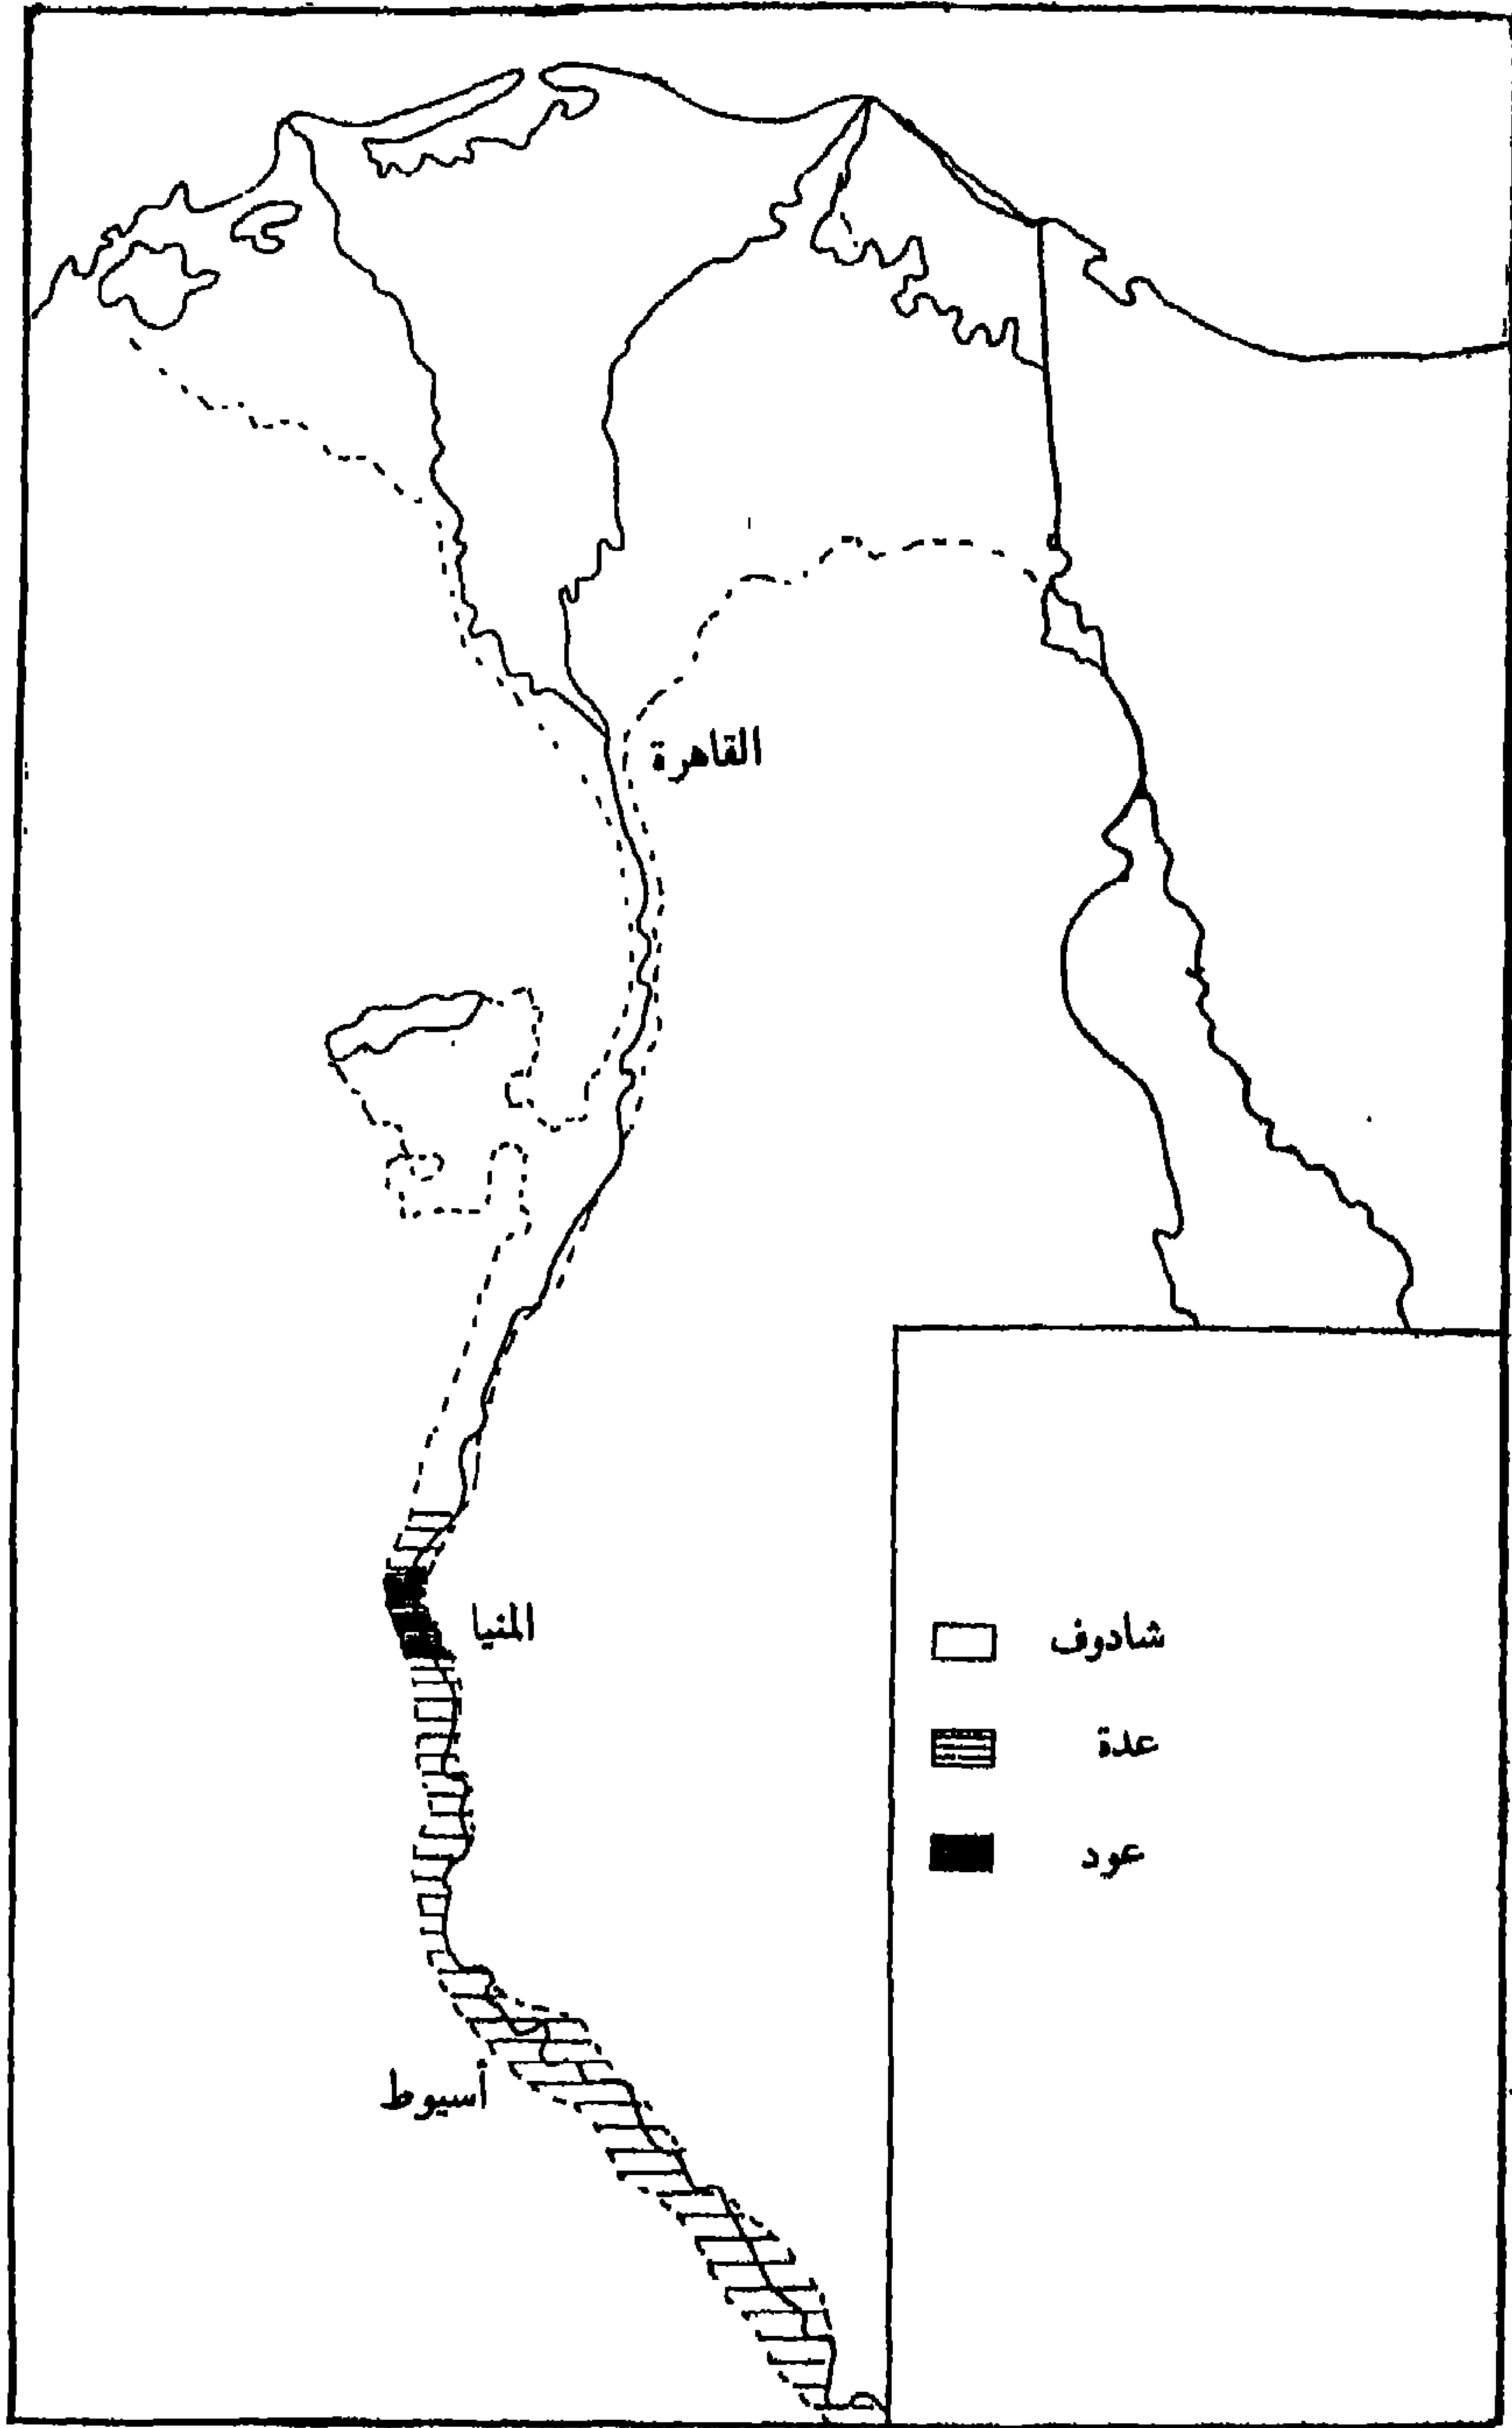 القاهرة
المنيا
أسيوط
شادوف
عدة
عود